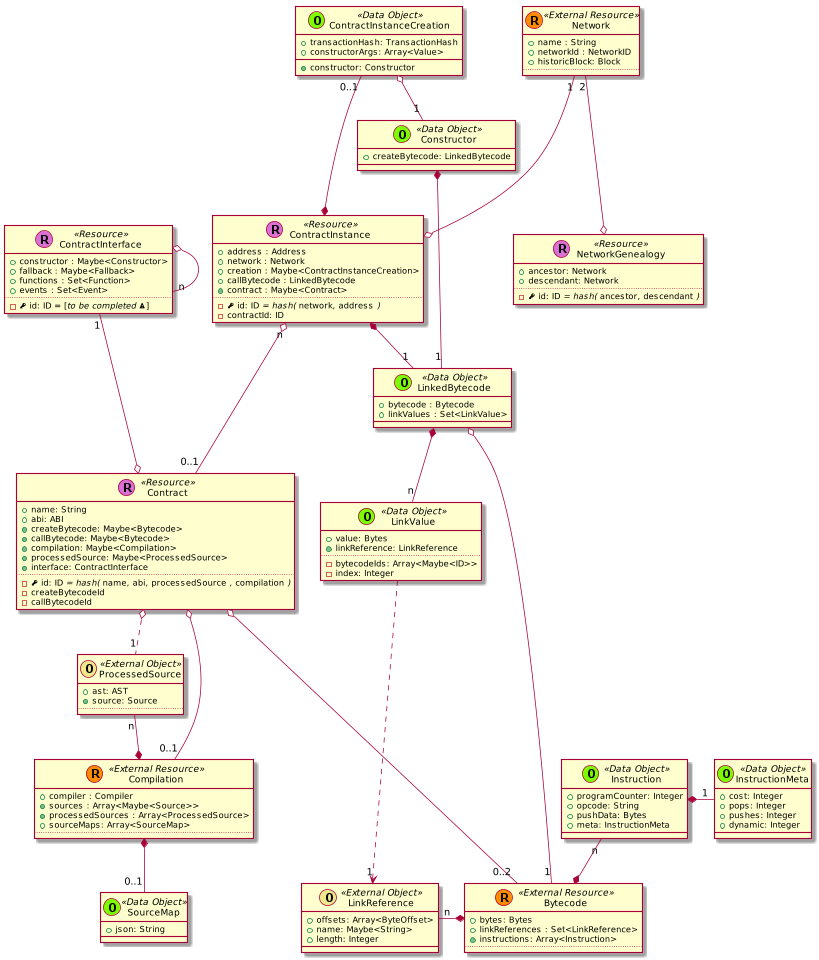 O «Data Object»
ContractInstanceCreation
transactionHash: TransactionHash
constructorArgs: Array<Value>
constructor: Constructor
R «External Resource»
Network
name : String
networkId : NetworkID
historicBlock: Block
0..1
1
1
2
O «Data Object»
Constructor
createBytecode: LinkedBytecode
R «Resource»
ContractInterface
constructor : Maybe<Constructor>
fallback : Maybe<Fallback>
functions : Set<Function>
events : Set<Event>
id: ID = [to be completed ♟]
n
1
R «Resource»
ContractInstance
address : Address
network : Network
creation : Maybe<ContractInstanceCreation>
callBytecode : LinkedBytecode
contract : Maybe<Contract>
id: ID = hash( network, address )
contractId: ID
n
1
1
R «Resource»
NetworkGenealogy
ancestor: Network
descendant: Network
id: ID = hash( ancestor, descendant )
O «Data Object»
LinkedBytecode
bytecode : Bytecode
linkValues : Set<LinkValue>
0..1
n
R «Resource»
Contract
name: String
abi: ABI
createBytecode: Maybe<Bytecode>
callBytecode: Maybe<Bytecode>
compilation: Maybe<Compilation>
processedSource: Maybe<ProcessedSource>
interface: ContractInterface
id: ID = hash( name, abi, processedSource , compilation )
createBytecodeId
callBytecodeId
O «Data Object»
LinkValue
value: Bytes
linkReference: LinkReference
bytecodeIds: Array<Maybe<ID>>
index: Integer
1
O «External Object»
ProcessedSource
ast: AST
source: Source
n
0..1
R «External Resource»
Compilation
compiler : Compiler
sources : Array<Maybe<Source>>
processedSources : Array<ProcessedSource>
sourceMaps: Array<SourceMap>
O «Data Object»
Instruction
programCounter: Integer
opcode: String
pushData: Bytes
meta: InstructionMeta
1
O «Data Object»
InstructionMeta
cost: Integer
pops: Integer
pushes: Integer
dynamic: Integer
n
0..1
1
0..2
1
O «Data Object»
SourceMap
json: String
O «External Object»
LinkReference
offsets: Array<ByteOffset>
name: Maybe<String>
length: Integer
n
R «External Resource»
Bytecode
bytes: Bytes
linkReferences : Set<LinkReference>
instructions: Array<Instruction>